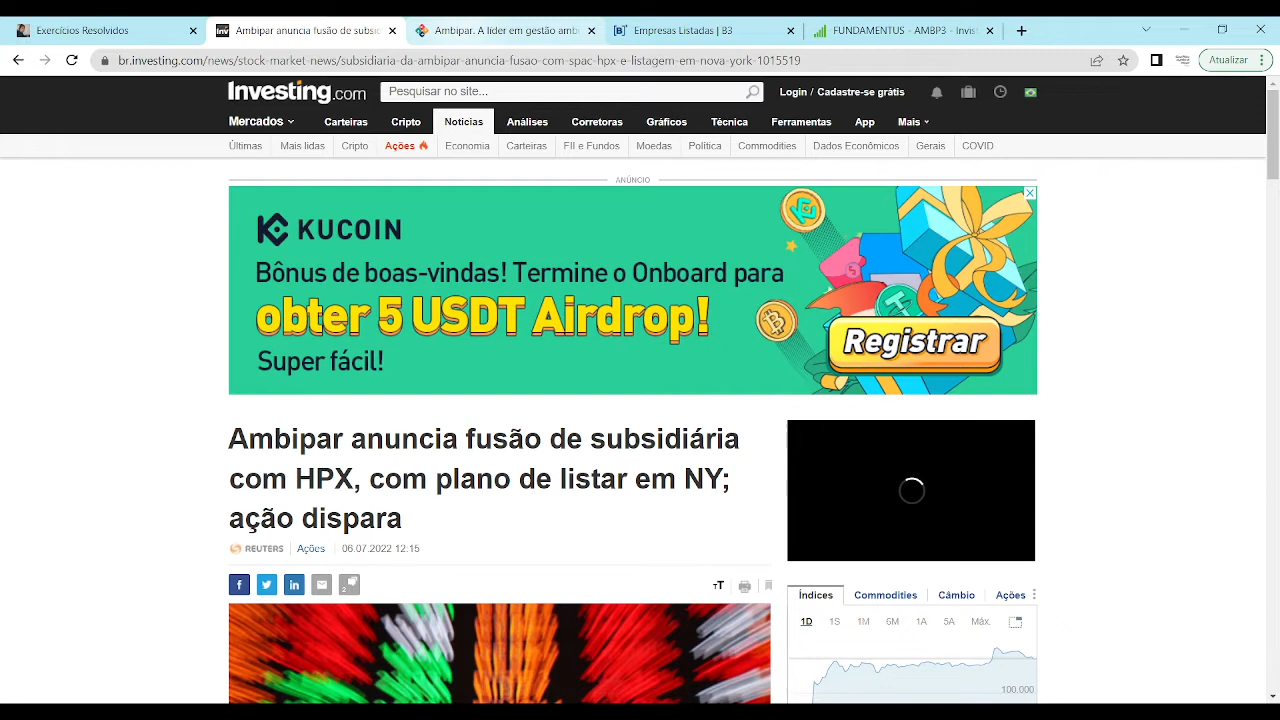 Exercícios Resolvidos
Ambipar anuncia fusão de subsid
Ambipar. A líder em gestão amb
Empresas Listadas | B3
FUNDAMENTUS - AMBP3 - Invist
br.investing.com/news/stock-market-news/subsidiaria-da-ambipar-anuncia-fusao-com-spac-hpx-e-listagem-em-nova-york-1015519
Atualizar
Investing.com
Pesquisar no site...
Login / Cadastre-se grátis
Mercados Carteiras Cripto Notícias Análises Corretoras Gráficos Técnica Ferramentas App Mais
Últimas Mais lidas Cripto Ações Economia Carteiras FII e Fundos Moedas Política Commodities Dados Econômicos Gerais COVID
ANÚNCIO
KUCOIN
Bônus de boas-vindas! Termine o Onboard para
obter 5 USDT Airdrop!
Super fácil!
Registrar
Ambipar anuncia fusão de subsidiária
com HPX, com plano de listar em NY;
ação dispara
REUTERS Ações 06.07.2022 12.15
2
TT
Índices Commodities Câmbio Ações
1D 1S 1M 6M 1A 5A Máx.
100.000